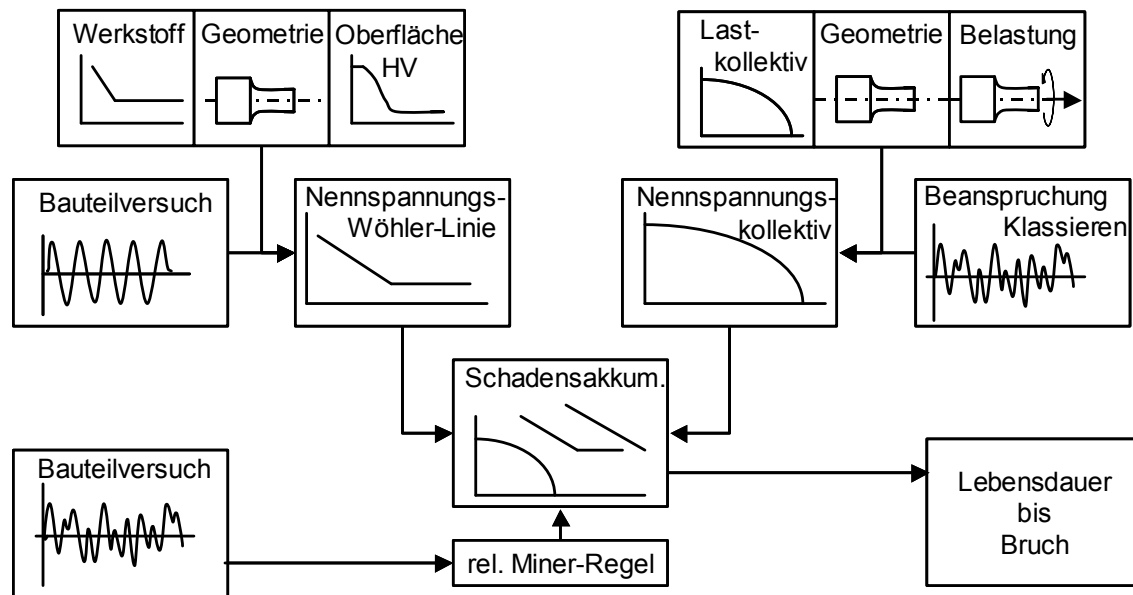 Werkstoff
Geometrie
Oberfläche
HV
Last-
kollektiv
Geometrie
Belastung
Bauteilversuch
Nennspannungs-
Wöhler-Linie
Nennspannungs-
kollektiv
Beanspruchung
Klassieren
Schadensakkum.
Bauteilversuch
rel. Miner-Regel
Lebensdauer
bis
Bruch